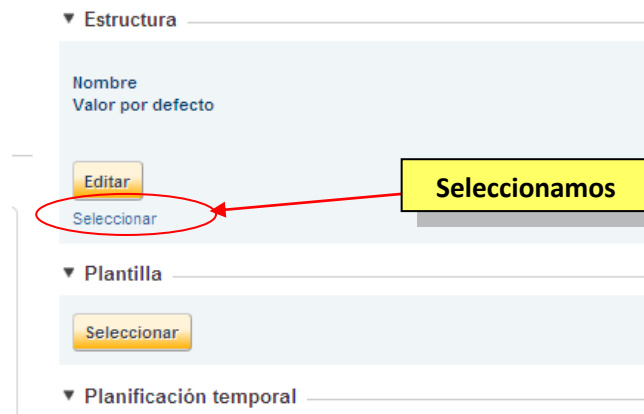 Estructura
Nombre
Valor por defecto
Editar
Seleccionamos
Seleccionar
Plantilla
Seleccionar
Planificación temporal